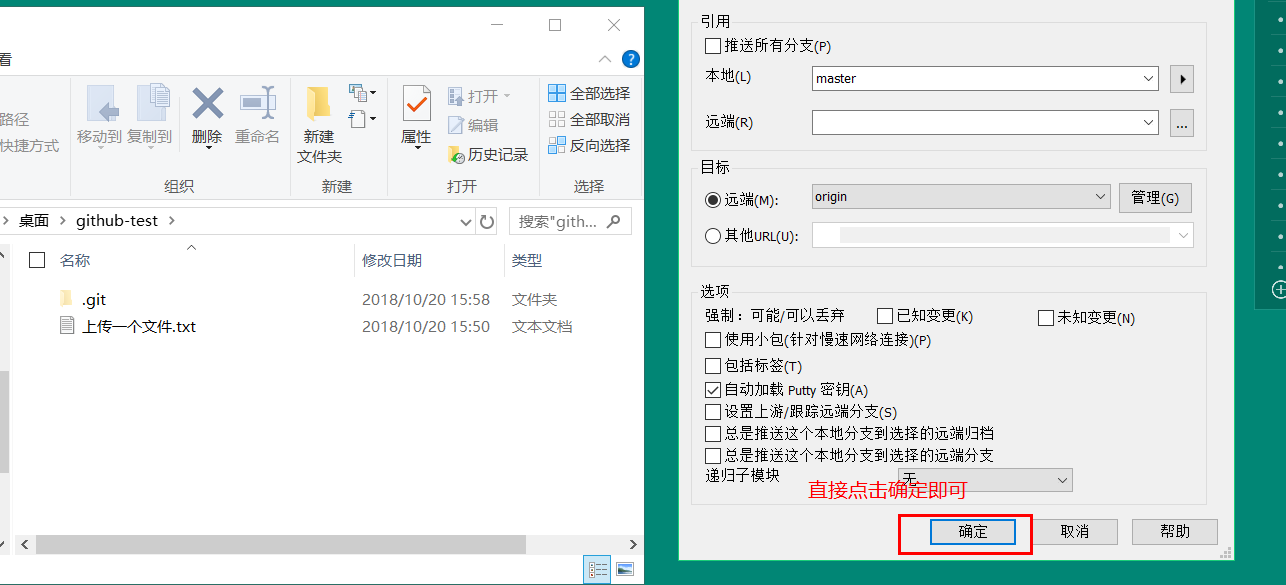 看
路径
快捷方式
移动到
复制到
删除
重命名
组织
新建
文件夹
新建
属性
打开
编辑
历史记录
打开
全部选择
全部取消
反向选择
选择
桌面 github-test
搜索"gith...
名称 修改日期 类型
.git 2018/10/20 15:58 文件夹
上传一个文件.txt 2018/10/20 15:50 文本文档
引用
推送所有分支(P)
本地(L) master
远端(R) ...
目标
远端(M): origin 管理(G)
其他URL(U):
选项
强制：可能/可以丢弃 已知变更(K) 未知变更(N)
使用小包(针对慢速网络连接)(P)
包括标签(T)
自动加载 Putty 密钥(A)
设置上游/跟踪远端分支(S)
总是推送这个本地分支到选择的远端归档
总是推送这个本地分支到选择的远端分支
递归子模块 无
直接点击确定即可
确定 取消 帮助